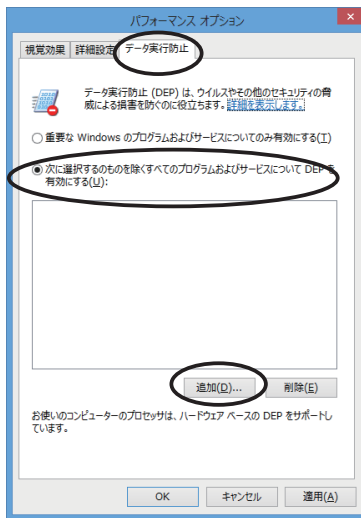 パフォーマンス オプション
視覚効果 詳細設定 データ実行防止
データ実行防止 (DEP) は、ウイルスやその他のセキュリティの脅
威による損害を防ぐのに役立ちます。詳細を表示します。
重要な Windows のプログラムおよびサービスについてのみ有効にする(T)
次に選択するものを除くすべてのプログラムおよびサービスについて DEP を
有効にする(U):
追加(D)... 削除(E)
お使いのコンピューターのプロセッサは、ハードウェア ベースの DEP をサポートし
ています。
OK キャンセル 適用(A)